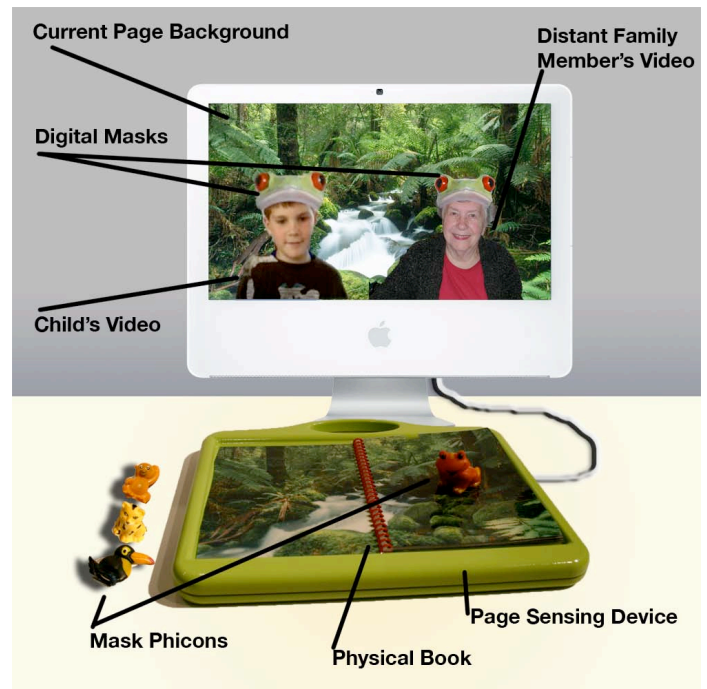 Current Page Background
Distant Family
Member's Video
Digital Masks
Child's Video
Page Sensing Device
Mask Phicons
Physical Book